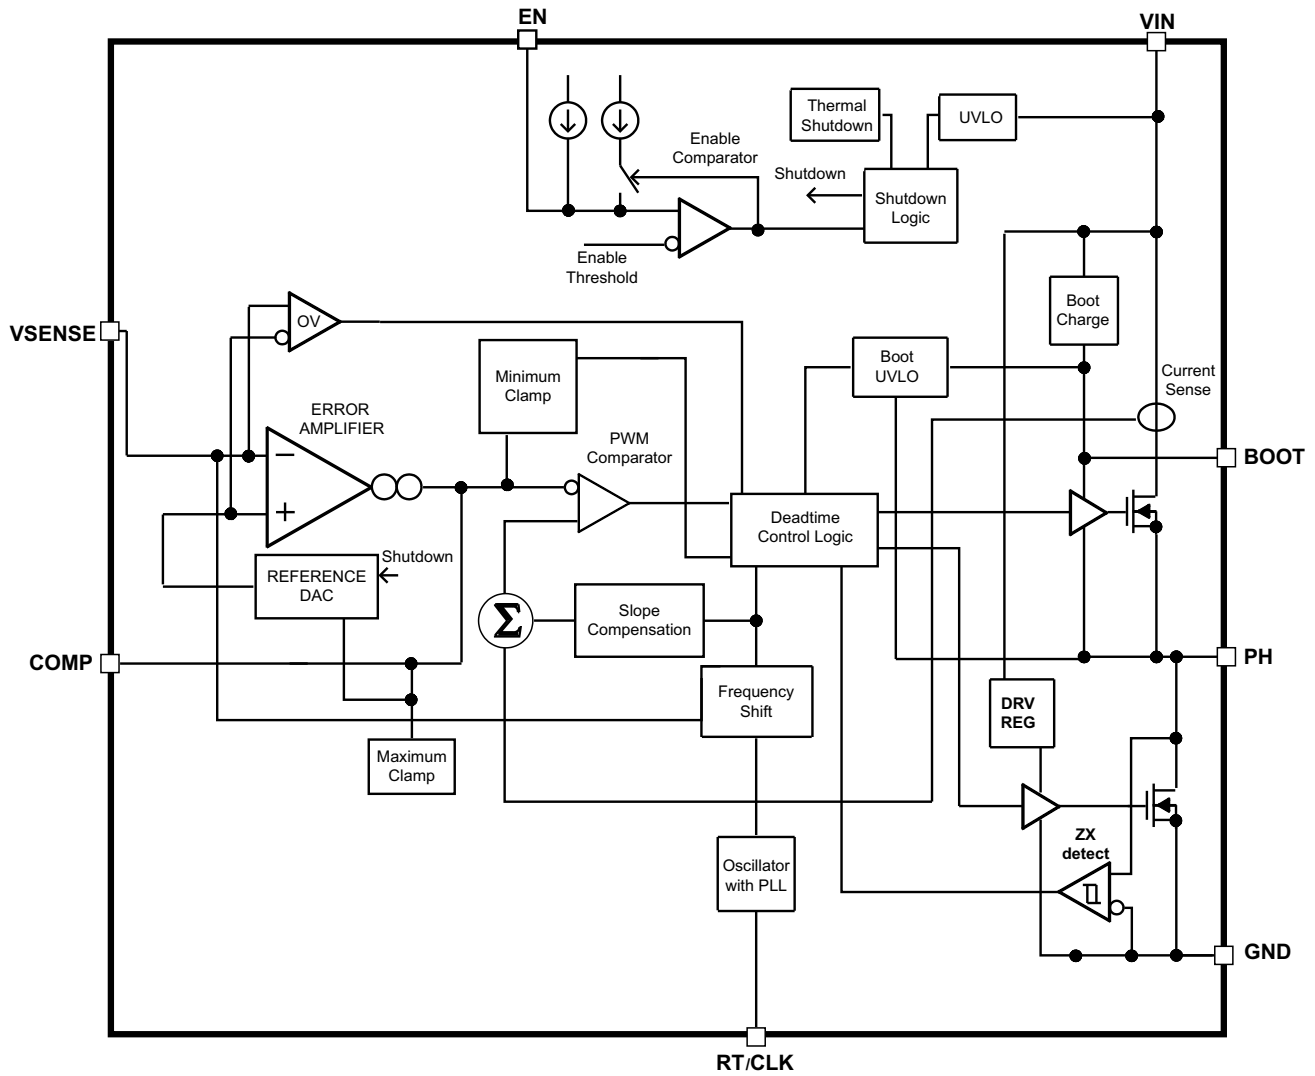 EN
VIN
Thermal
Shutdown
UVLO
Enable
Comparator
Shutdown
Shutdown
Logic
Enable
Threshold
VSENSE
OV
Boot
Charge
Minimum
Clamp
Boot
UVLO
Current
Sense
ERROR
AMPLIFIER
PWM
Comparator
BOOT
−
+
Deadtime
Control Logic
Shutdown
REFERENCE
DAC
Σ
Slope
Compensation
COMP
PH
Frequency
Shift
DRV
REG
Maximum
Clamp
ZX
detect
Oscillator
with PLL
GND
RT/CLK